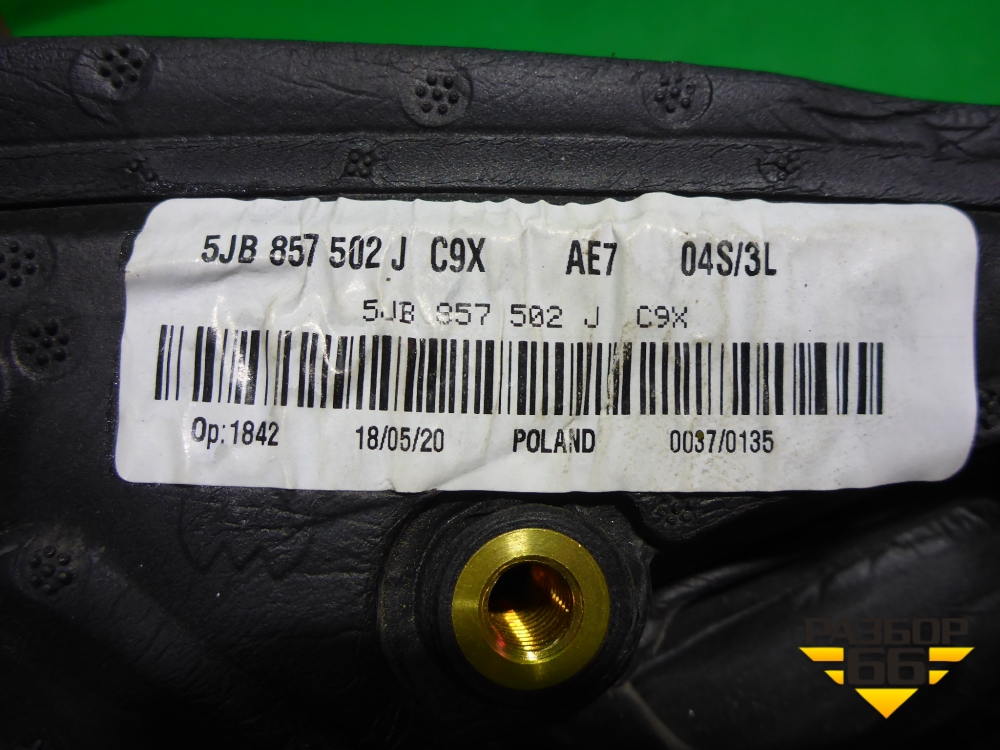 5JB 857 502 J C9X AE7 04S/3L
5JB 857 502 J C9X
Op:1842 18/05/20 POLAND 0037/0135
РАЗБОР
66